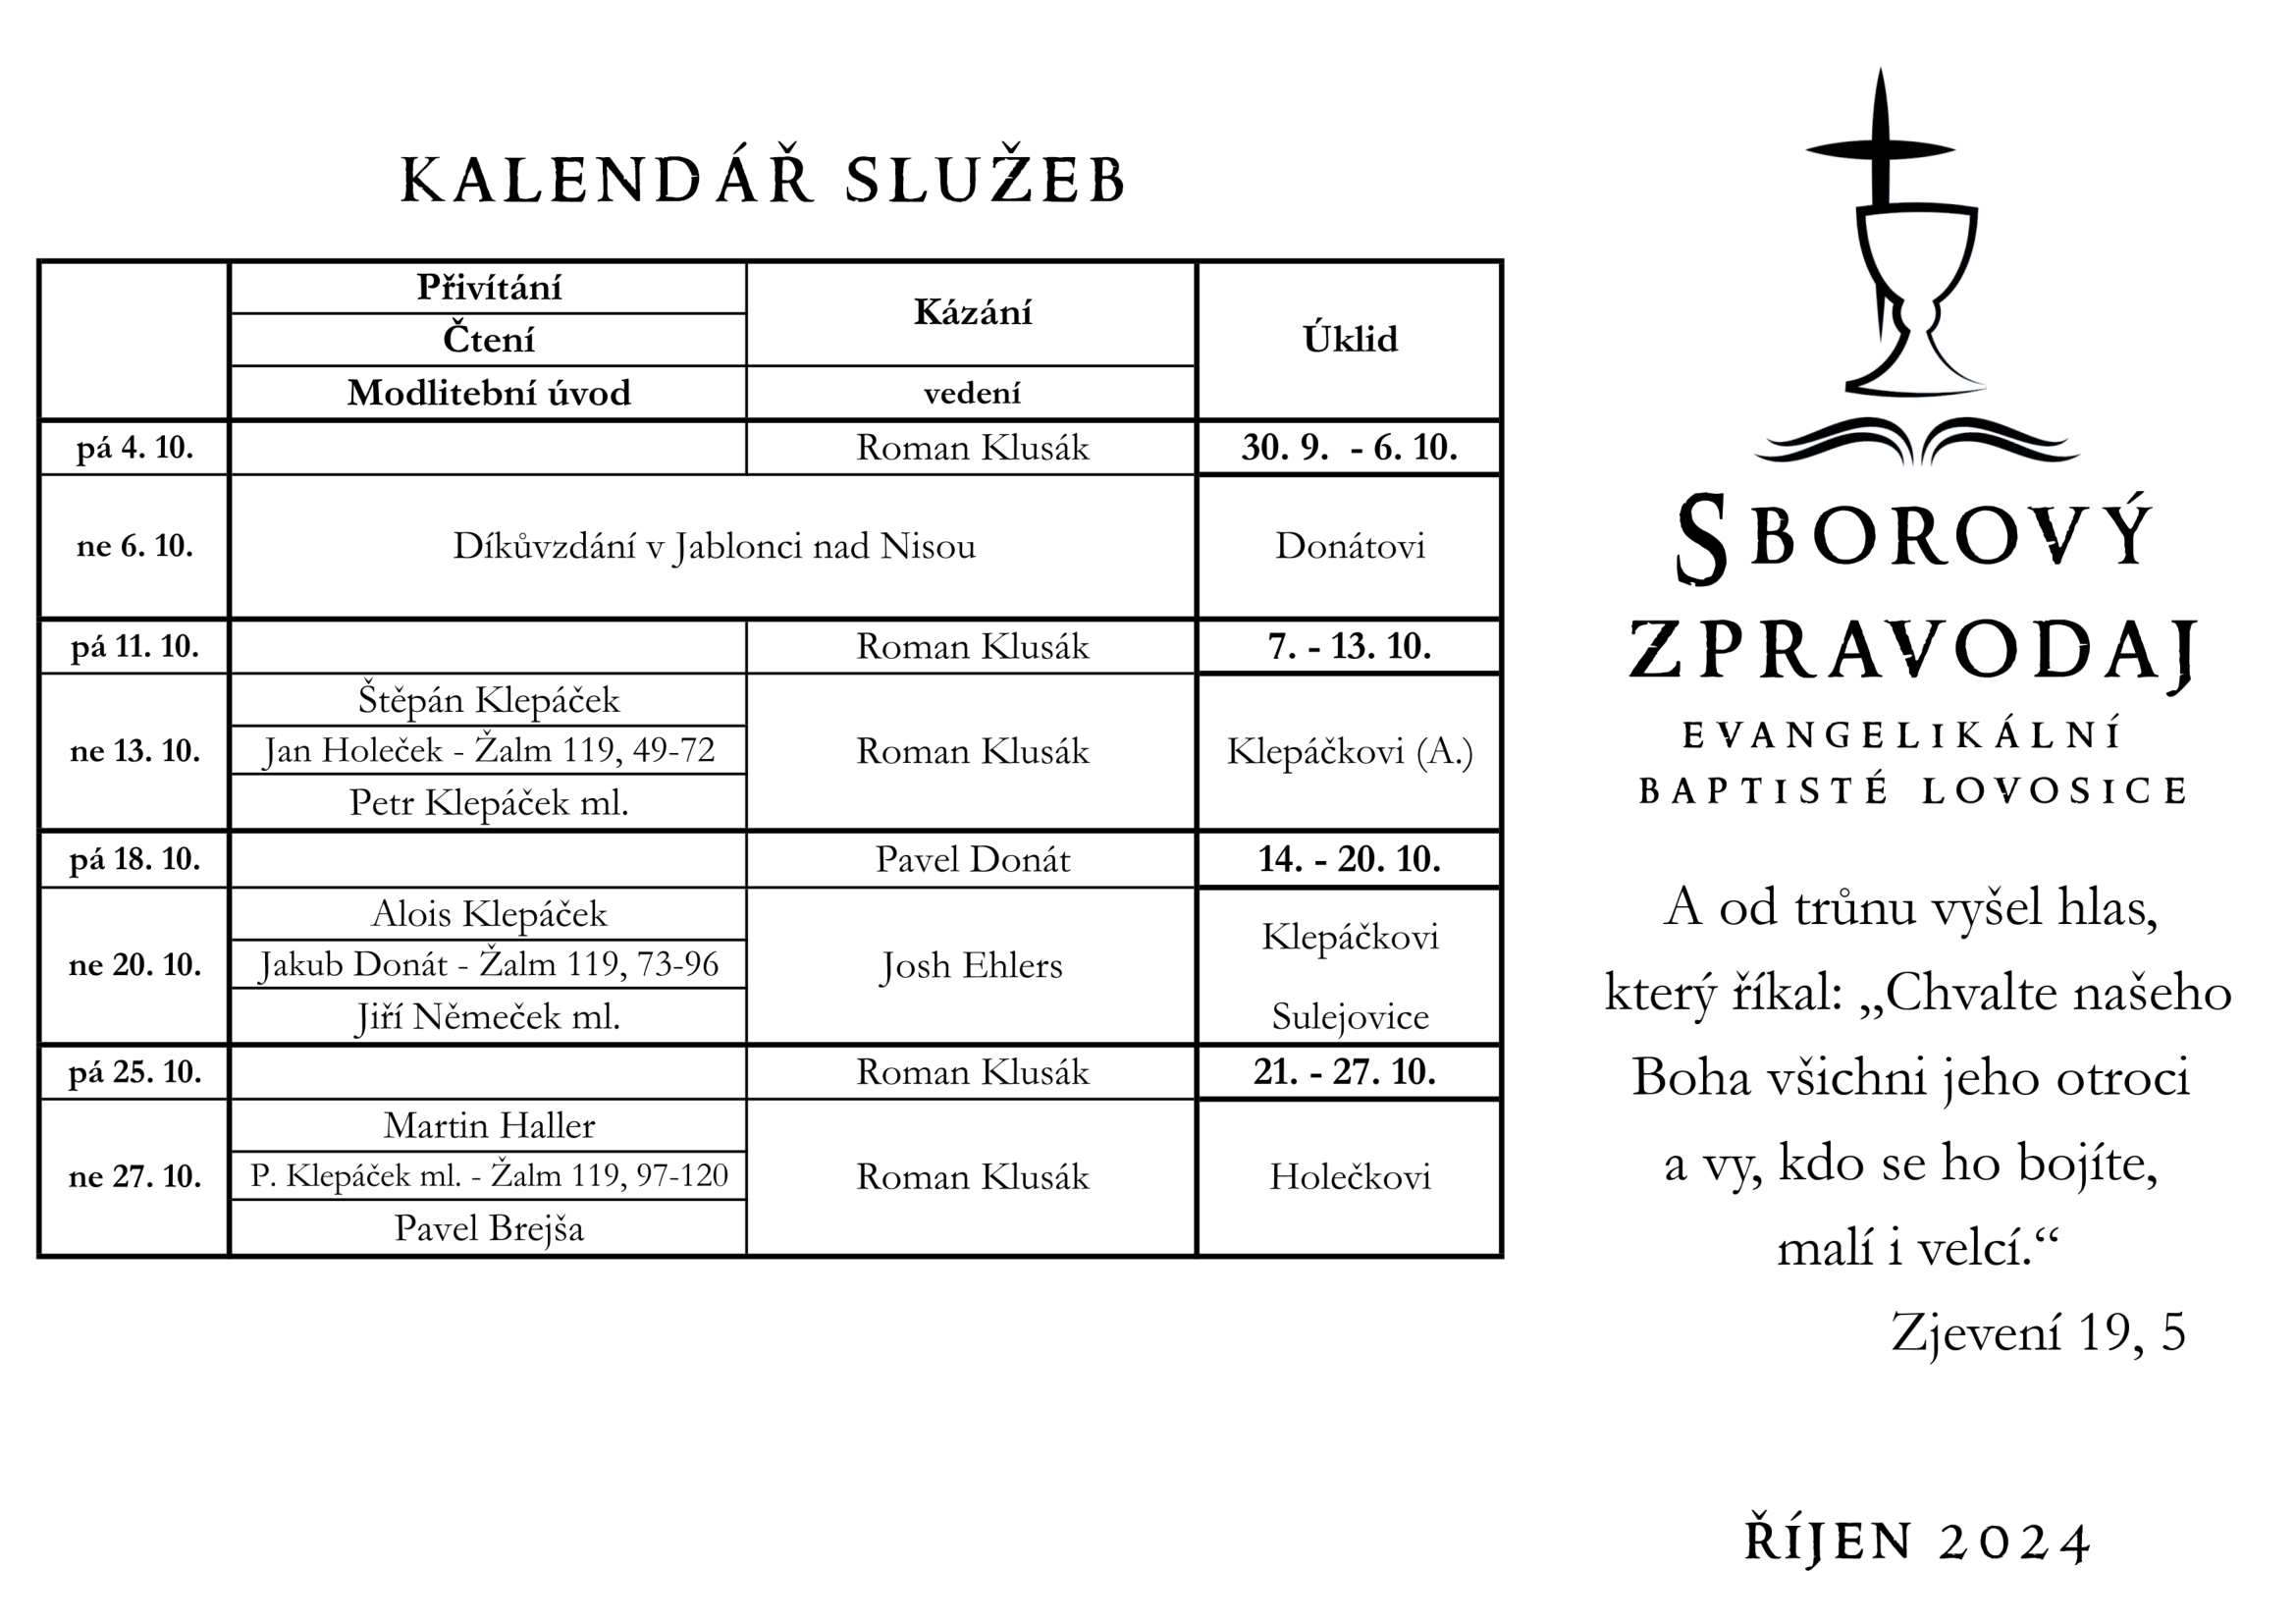 KALENDÁŘ SLUŽEB
Přivítání
Čtení
Modlitební úvod
Kázání
vedení
Úklid
pá 4. 10.
Roman Klusák
30. 9.  - 6. 10.
ne 6. 10.
Díkůvzdání v Jablonci nad Nisou
Donátovi
pá 11. 10.
Roman Klusák
7. - 13. 10.
ne 13. 10.
Štěpán Klepáček
Jan Holeček - Žalm 119, 49-72
Petr Klepáček ml.
Roman Klusák
Klepáčkovi (A.)
pá 18. 10.
Pavel Donát
14. - 20. 10.
ne 20. 10.
Alois Klepáček
Jakub Donát - Žalm 119, 73-96
Jiří Němeček ml.
Josh Ehlers
Klepáčkovi
Sulejovice
pá 25. 10.
Roman Klusák
21. - 27. 10.
ne 27. 10.
Martin Haller
P. Klepáček ml. - Žalm 119, 97-120
Pavel Brejša
Roman Klusák
Holečkovi
SBOROVÝ
ZPRAVODAJ
EVANGELIKÁLNÍ
BAPTISTÉ LOVOSICE
A od trůnu vyšel hlas,
který říkal: „Chvalte našeho
Boha všichni jeho otroci
a vy, kdo se ho bojíte,
malí i velcí.“
Zjevení 19, 5
ŘÍJEN 2024